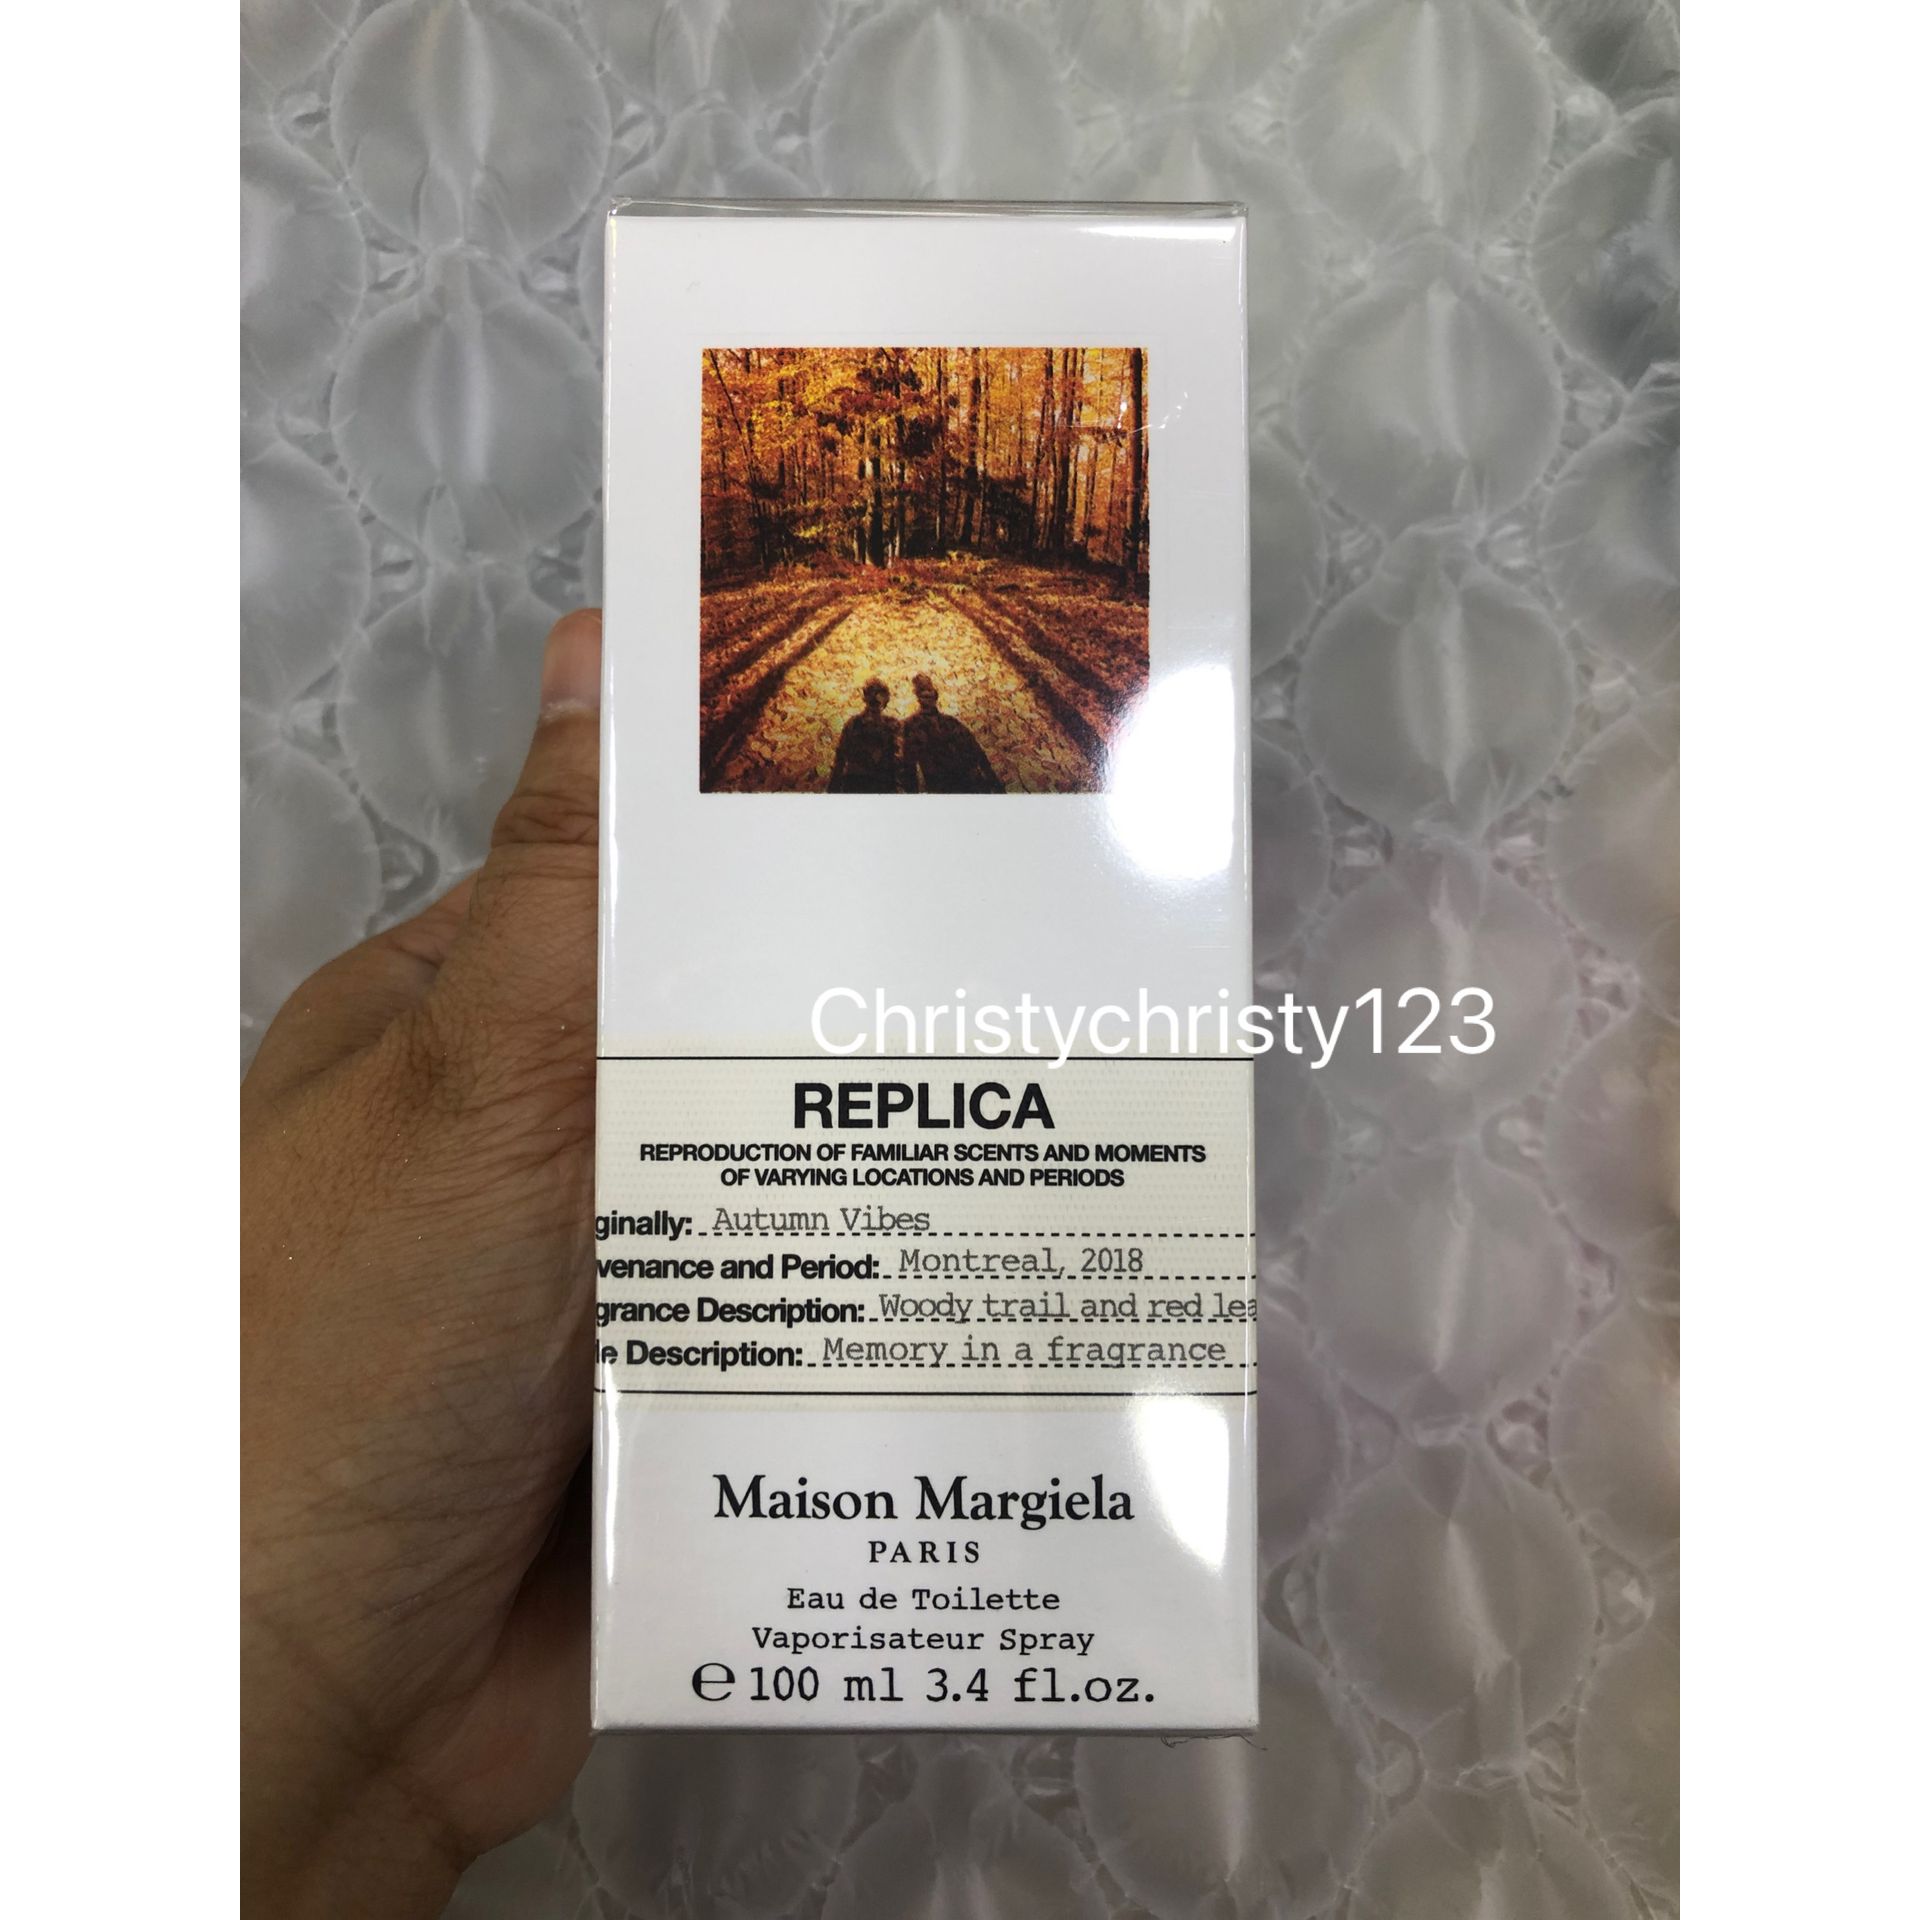 Christychristy123
REPLICA
REPRODUCTION OF FAMILIAR SCENTS AND MOMENTS
OF VARYING LOCATIONS AND PERIODS
ginally: Autumn Vibes
venance and Period: Montreal, 2018
grance Description: Woody trail and red lea
le Description: Memory in a fragrance
Maison Margiela
PARIS
Eau de Toilette
Vaporisateur Spray
℮ 100 ml 3.4 fl.oz.